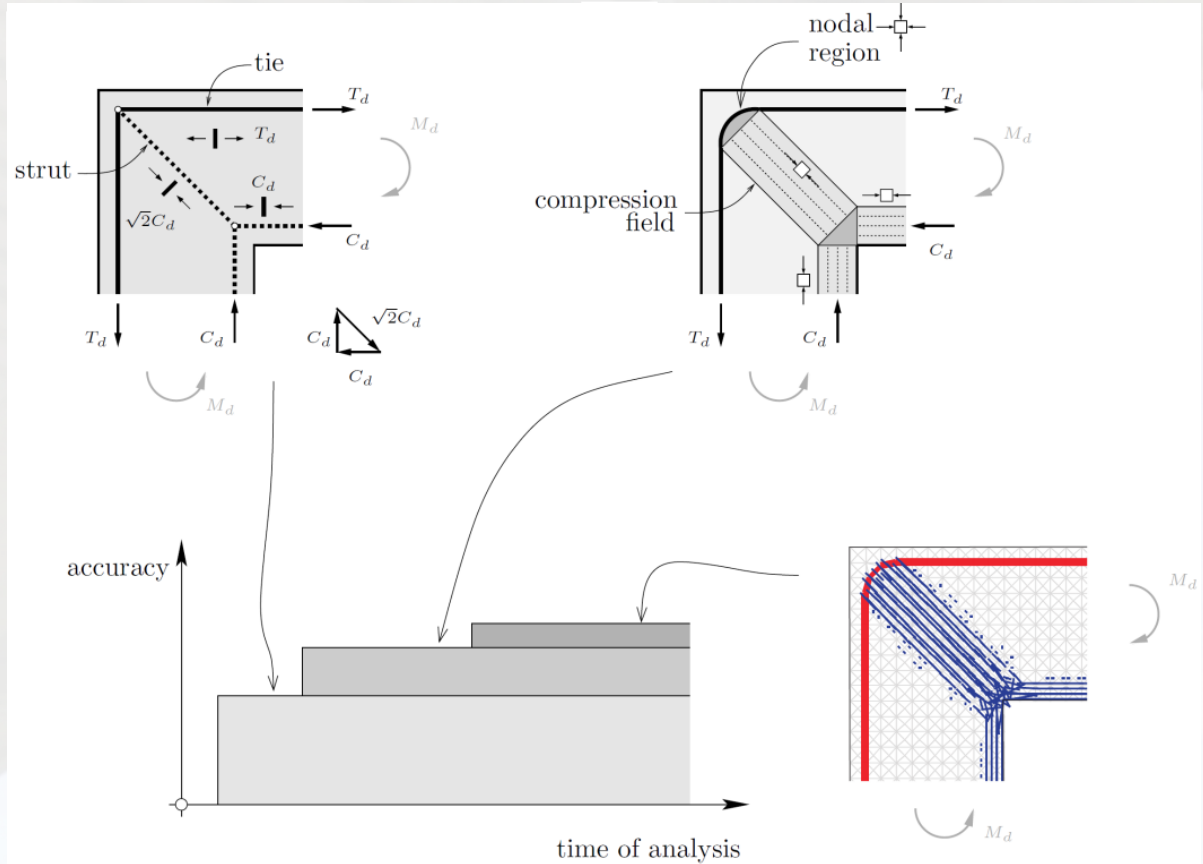 tie
T_d
M_d
T_d
strut
C_d
√2C_d
C_d
T_d
C_d
C_d
√2C_d
C_d
M_d
nodal
region
T_d
M_d
compression
field
C_d
T_d
C_d
M_d
accuracy
time of analysis
M_d
M_d